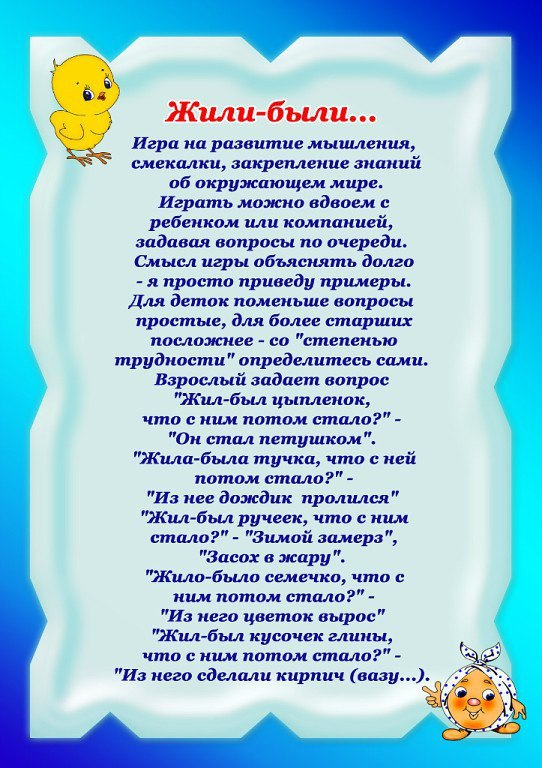 Жили-были...
Игра на развитие мышления,
смекалки, закрепление знаний
об окружающем мире.
Играть можно вдвоем с
ребенком или компанией,
задавая вопросы по очереди.
Смысл игры объяснять долго
- я просто приведу примеры.
Для деток поменьше вопросы
простые, для более старших
посложнее - со "степенью
трудности" определитесь сами.
Взрослый задает вопрос
"Жил-был цыпленок,
что с ним потом стало?" -
"Он стал петушком".
"Жила-была тучка, что с ней
потом стало?" -
"Из нее дождик пролился"
"Жил-был ручеек, что с ним
стало?" - "Зимой замерз",
"Засох в жару".
"Жило-было семечко, что с
ним потом стало?" -
"Из него цветок вырос"
"Жил-был кусочек глины,
что с ним потом стало?" -
"Из него сделали кирпич (вазу...).